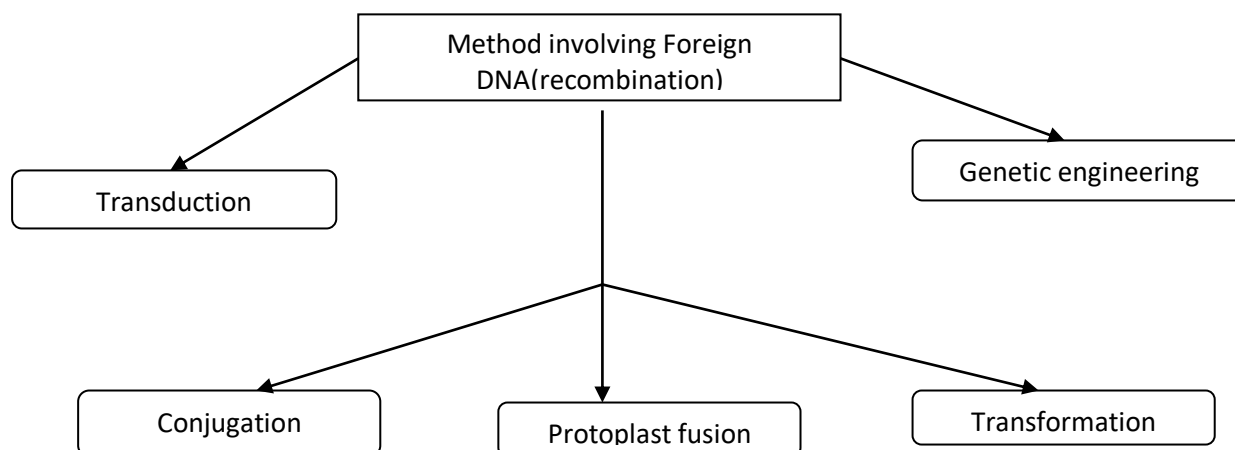 Method involving Foreign
DNA(recombination)
Genetic engineering
Transduction
Conjugation
Protoplast fusion
Transformation